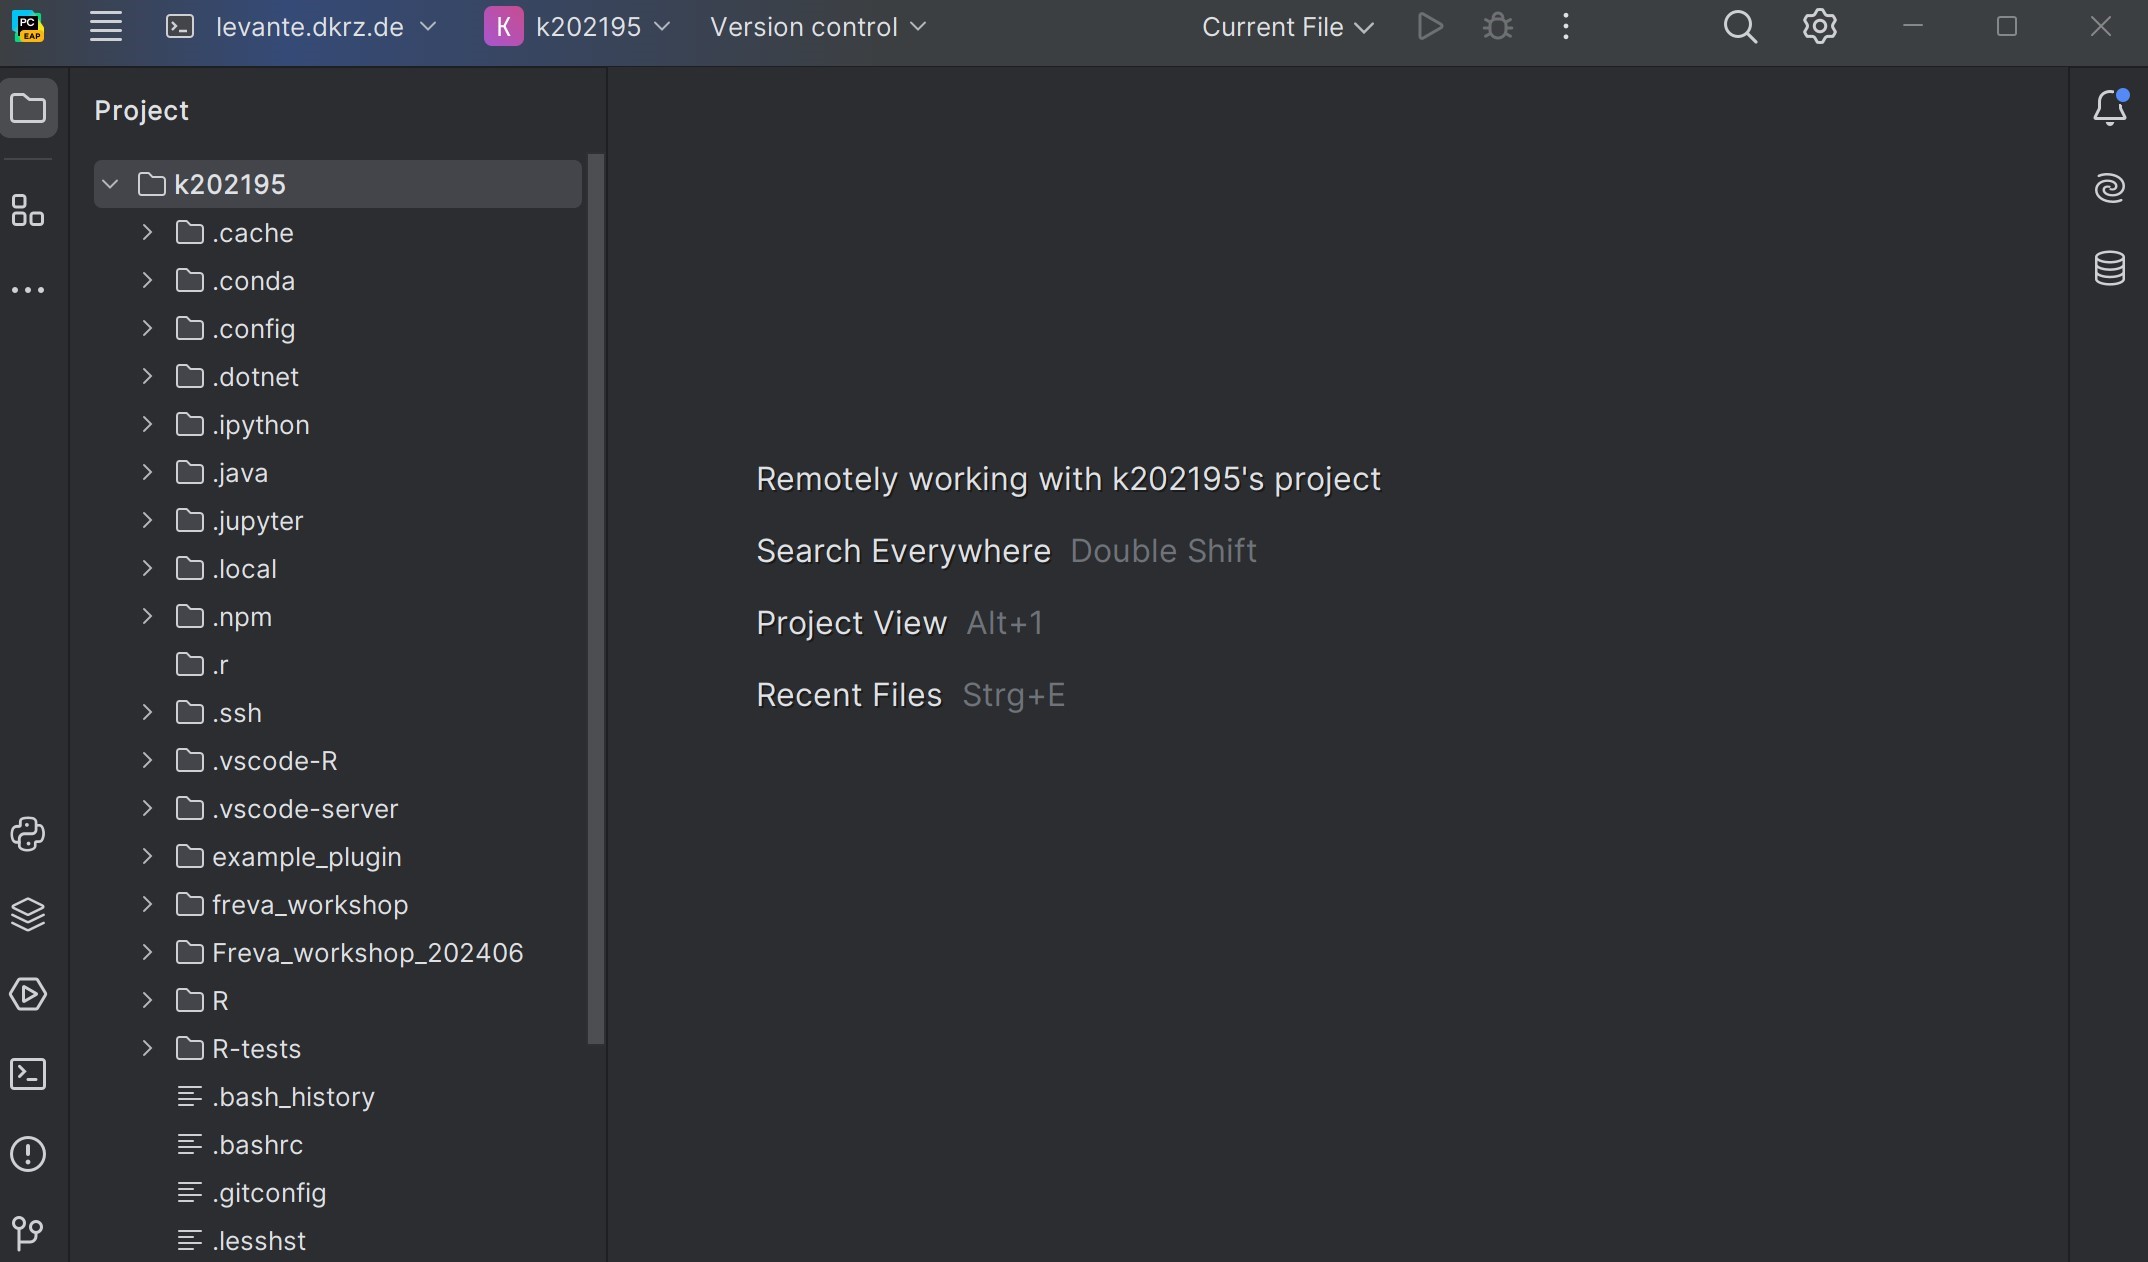 PC
EAP
levante.dkrz.de
K k202195
Version control
Current File
Project
k202195
.cache
.conda
.config
.dotnet
.ipython
.java
.jupyter
.local
.npm
.r
.ssh
.vscode-R
.vscode-server
example_plugin
freva_workshop
Freva_workshop_202406
R
R-tests
.bash_history
.bashrc
.gitconfig
.lesshst
Remotely working with k202195's project
Search Everywhere Double Shift
Project View Alt+1
Recent Files Strg+E